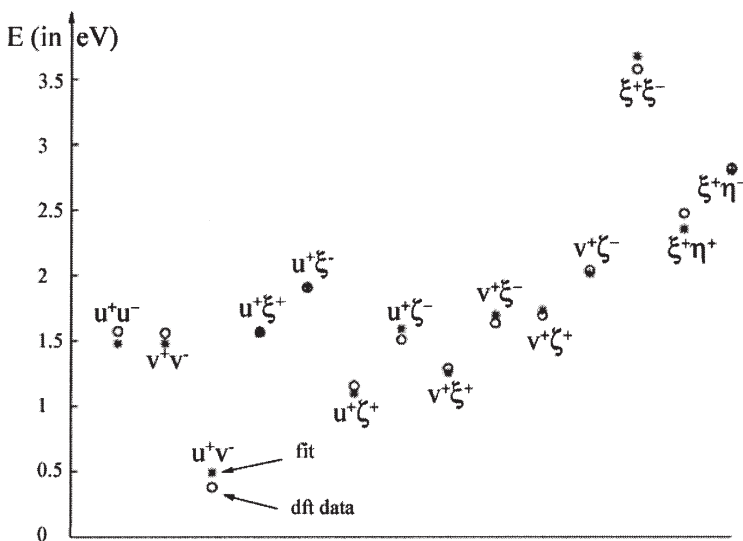 E (in eV)
3.5
3
2.5
2
1.5
1
0.5
0
u⁺u⁻
v⁺v⁻
u⁺v⁻
fit
dft data
u⁺ξ⁺
u⁺ξ⁻
u⁺ζ⁺
u⁺ζ⁻
v⁺ξ⁺
v⁺ξ⁻
v⁺ζ⁺
v⁺ζ⁻
ξ⁺ξ⁻
ξ⁺η⁺
ξ⁺η⁻